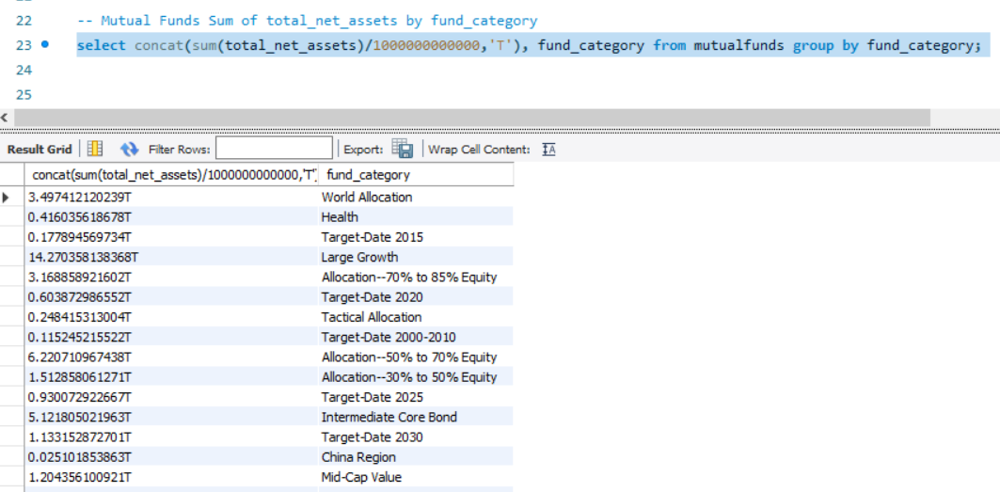 22 -- Mutual Funds Sum of total_net_assets by fund_category
23 select concat(sum(total_net_assets)/1000000000000,'T'), fund_category from mutualfunds group by fund_category;
24
25
<
Result Grid Filter Rows: Export: Wrap Cell Content: IA
concat(sum(total_net_assets)/1000000000000,'T') fund_category
3.497412120239T World Allocation
0.416035618678T Health
0.177894569734T Target-Date 2015
14.270358138368T Large Growth
3.168858921602T Allocation--70% to 85% Equity
0.603872986552T Target-Date 2020
0.248415313004T Tactical Allocation
0.115245215522T Target-Date 2000-2010
6.220710967438T Allocation--50% to 70% Equity
1.512858061271T Allocation--30% to 50% Equity
0.930072922667T Target-Date 2025
5.121805021963T Intermediate Core Bond
1.133152872701T Target-Date 2030
0.025101853863T China Region
1.204356100921T Mid-Cap Value